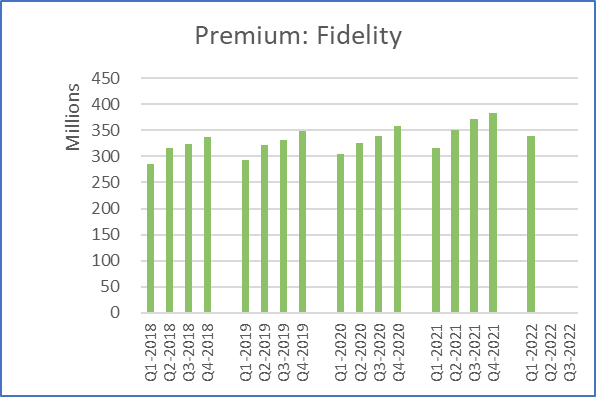 Premium: Fidelity
Millions
450
400
350
300
250
200
150
100
50
0
Q1-2018
Q2-2018
Q3-2018
Q4-2018
Q1-2019
Q2-2019
Q3-2019
Q4-2019
Q1-2020
Q2-2020
Q3-2020
Q4-2020
Q1-2021
Q2-2021
Q3-2021
Q4-2021
Q1-2022
Q2-2022
Q3-2022